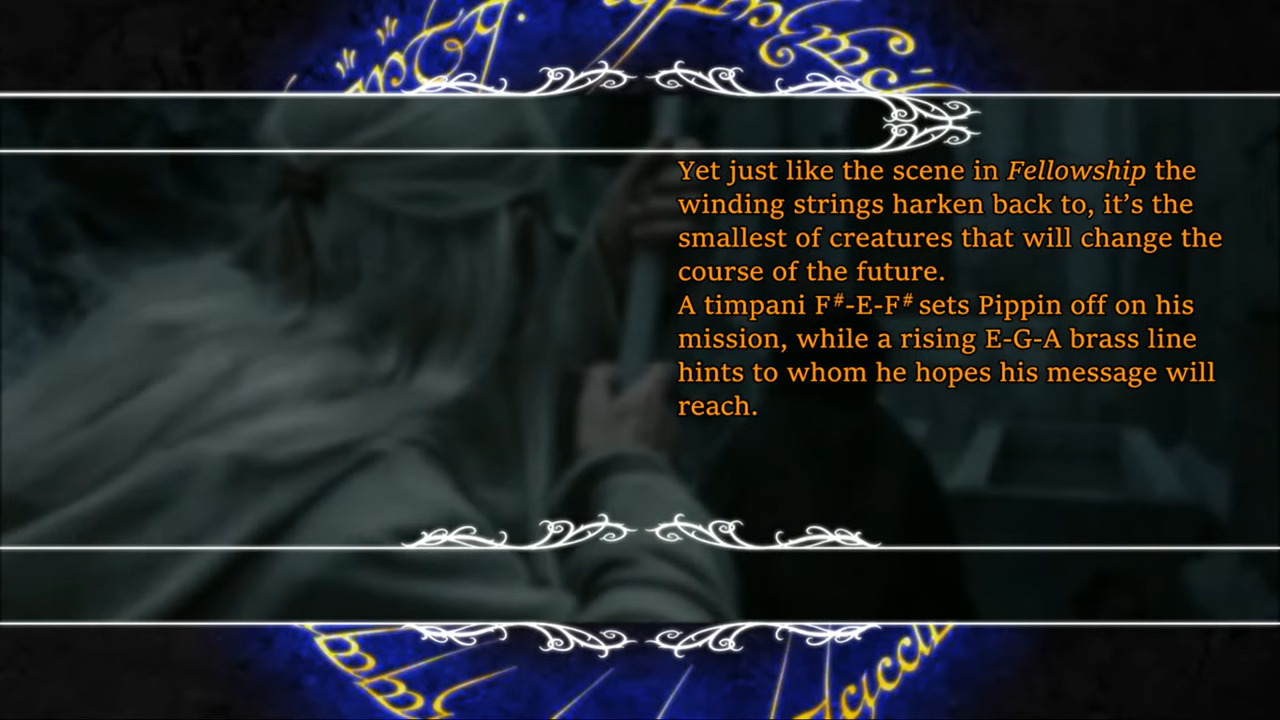 Yet just like the scene in Fellowship the
winding strings harken back to, it’s the
smallest of creatures that will change the
course of the future.
A timpani F#-E-F# sets Pippin off on his
mission, while a rising E-G-A brass line
hints to whom he hopes his message will
reach.